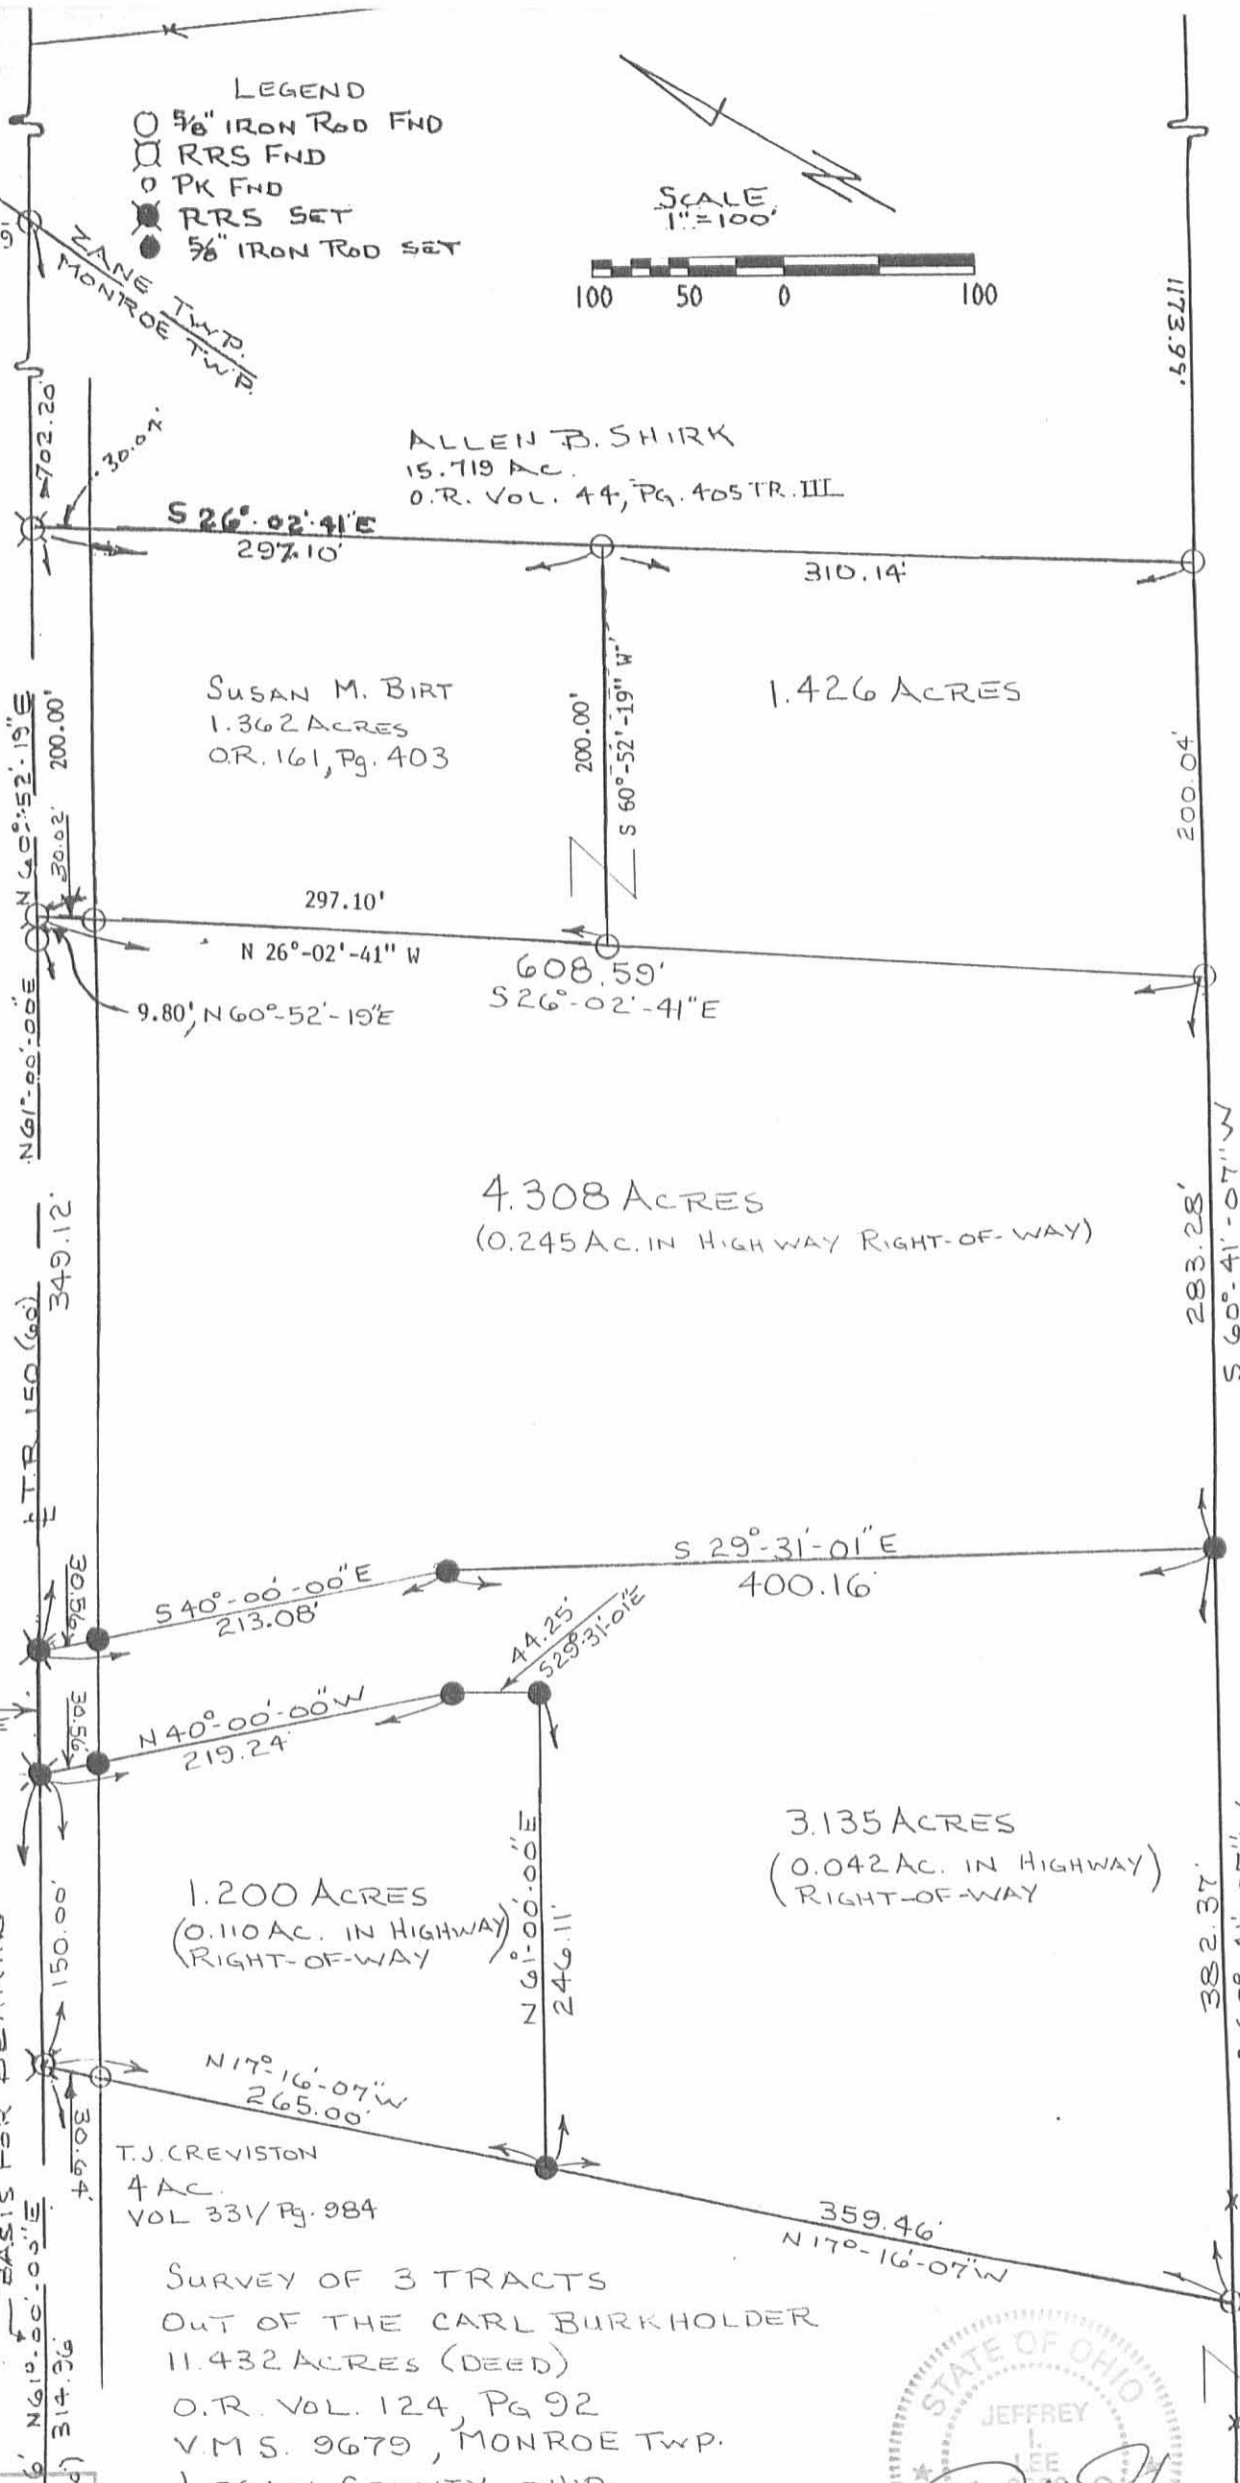 LEGEND
5/8" IRON ROD FND
RRS FND
PK FND
RRS SET
5/8" IRON ROD SET
SCALE
1"=100'
100 50 0 100
ZANE TWP.
MONROE TWP.
1173.99'
702.20'
30.02'
ALLEN B. SHIRK
15.719 AC.
O.R. VOL. 44, PG. 405 TR. III
S 26°-02'-41"E
297.10'
310.14'
SUSAN M. BIRT
1.362 ACRES
O.R. 161, Pg. 403
200.00'
S 60°-52'-19" W
1.426 ACRES
200.04'
N 60°-52'-19"E
200.00'
30.02'
297.10'
N 26°-02'-41" W
608.59'
S 26°-02'-41"E
9.80', N 60°-52'-19"E
N 61°-00'-00"E
349.12'
T.R. 150 (60')
4.308 ACRES
(0.245 AC. IN HIGHWAY RIGHT-OF-WAY)
283.28'
S 60°-41'-07" W
S 29°-31'-01"E
400.16'
S 40°-00'-00"E
213.08'
30.56'
44.25'
S 29°-31'-01"E
30.56'
N 40°-00'-00"W
219.24'
N 61°-00'-00"E
246.11'
3.135 ACRES
(0.042 AC. IN HIGHWAY)
RIGHT-OF-WAY
382.37'
1.200 ACRES
(0.110 AC. IN HIGHWAY)
RIGHT-OF-WAY
150.00'
N 17°-16'-07"W
265.00'
30.64'
T.J. CREVISTON
4 AC.
VOL 331/Pg. 984
359.46'
N 17°-16'-07"W
BASIS FOR
N 61°-00'-00"E
314.96'
SURVEY OF 3 TRACTS
OUT OF THE CARL BURKHOLDER
11.432 ACRES (DEED)
O.R. VOL. 124, PG 92
V.M.S. 9679, MONROE TWP.
STATE OF OHIO
JEFFREY
I.
LEE